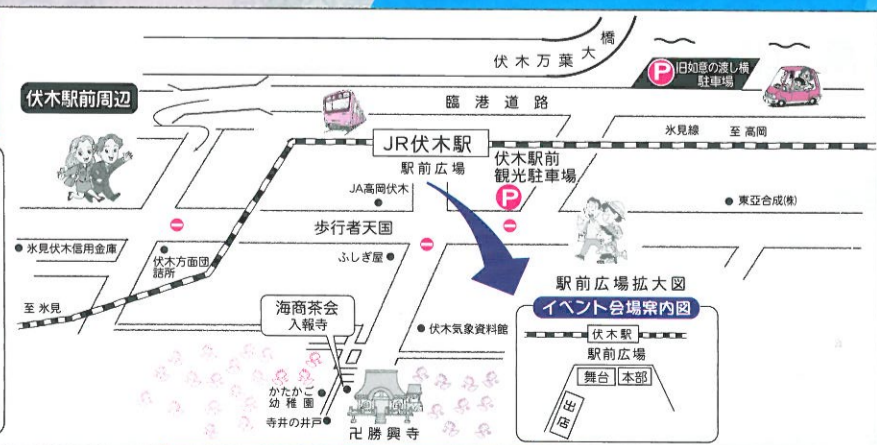 伏木万葉大橋
P 旧如意の渡し横
駐車場
伏木駅前周辺
臨港道路
氷見線 至 高岡
JR伏木駅
駅前広場
伏木駅前
観光駐車場
P
JA高岡伏木
東亞合成(株)
歩行者天国
氷見伏木信用金庫
伏木方面団
詰所
ふしぎ屋
至 氷見
海商茶会
入報寺
伏木気象資料館
かたかご
幼稚園
寺井の井戸
卍勝興寺
駅前広場拡大図
イベント会場案内図
伏木駅
駅前広場
舞台 本部
出店